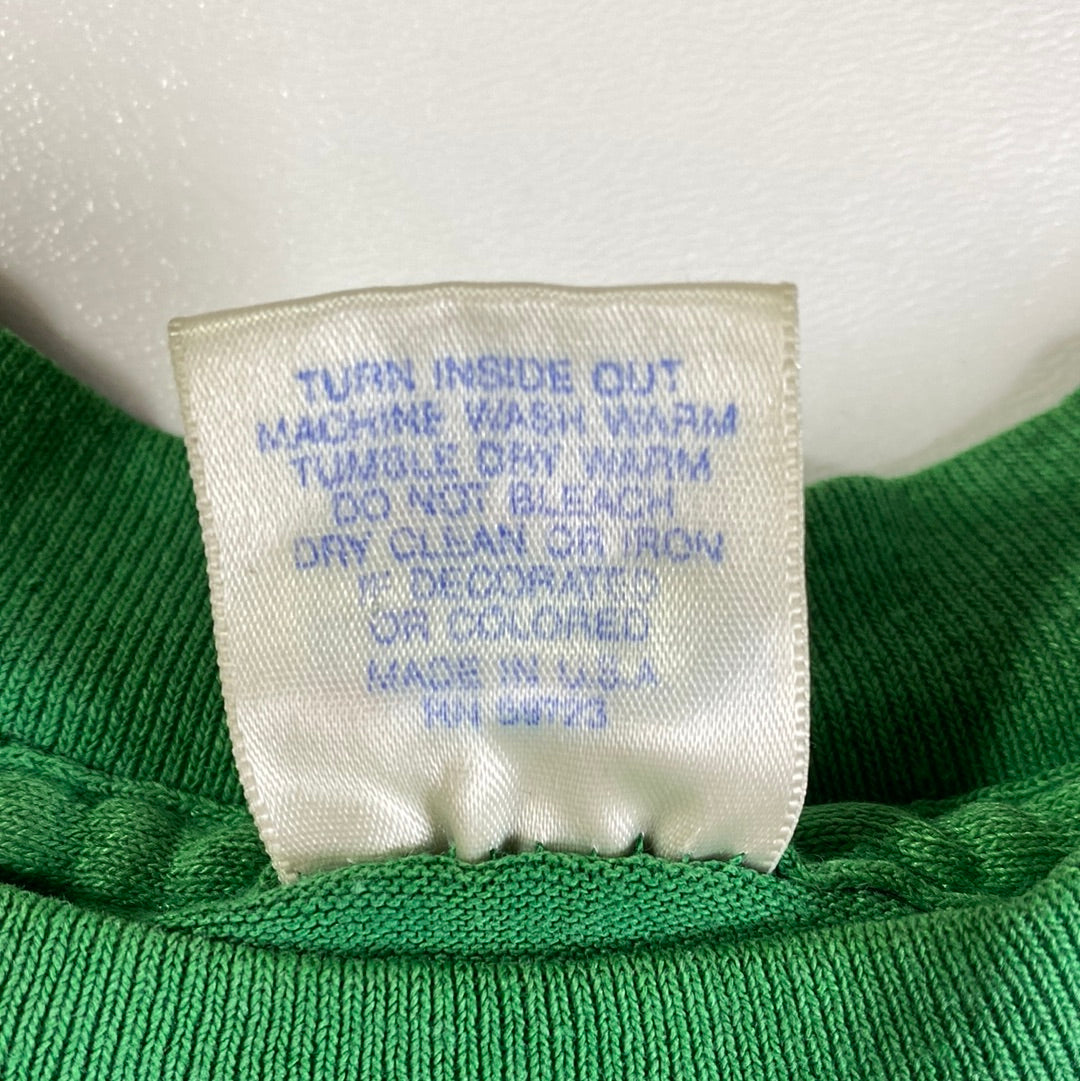 TURN INSIDE OUT
MACHINE WASH WARM
TUMBLE DRY WARM
DO NOT BLEACH
DRY CLEAN OR IRON
IF DECORATED
OR COLORED
MADE IN U.S.A
RN